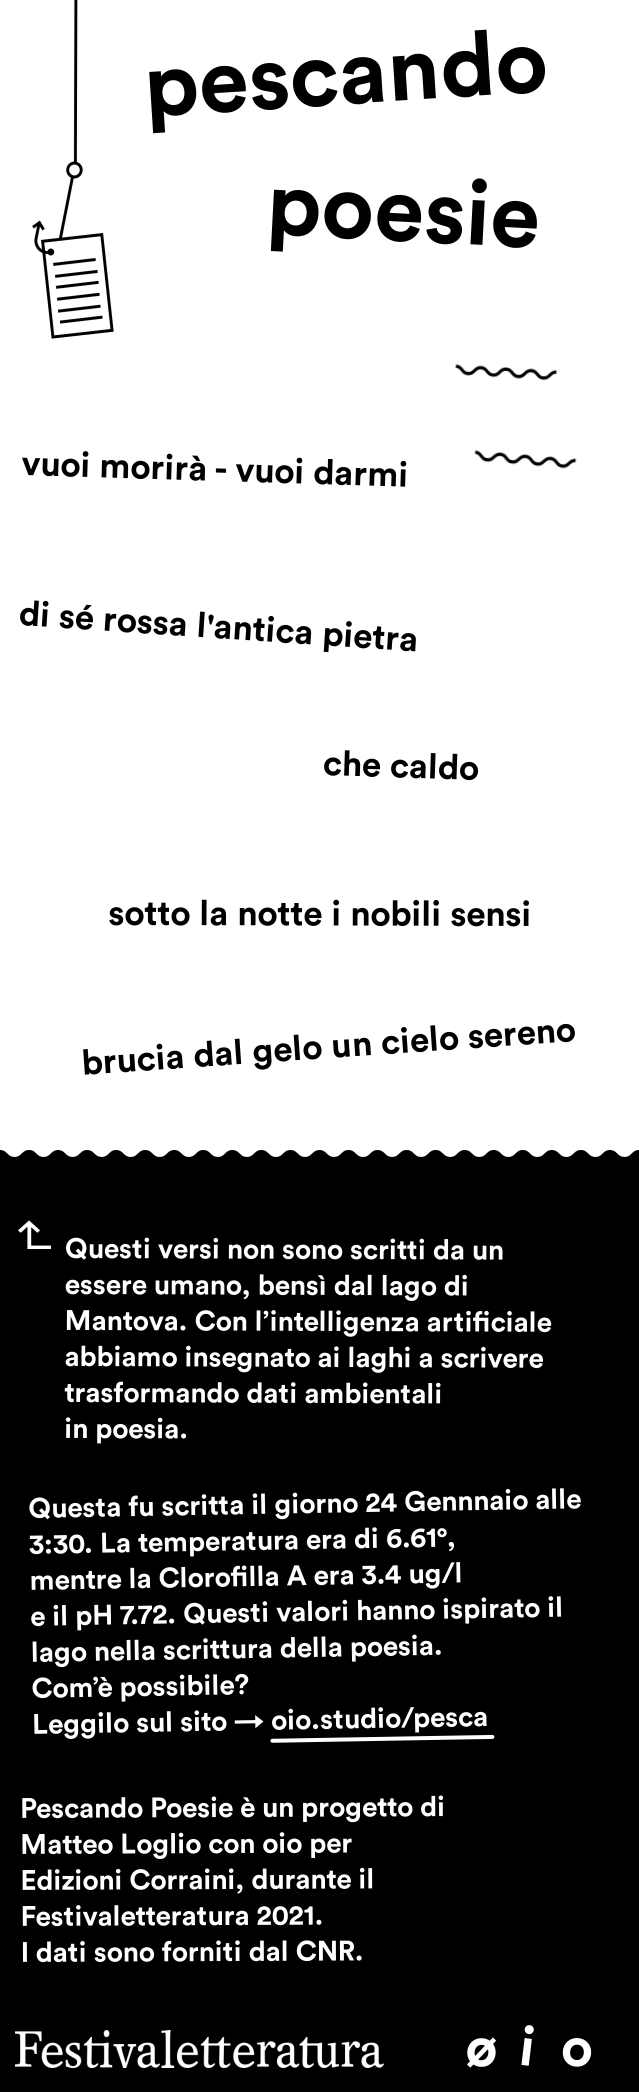 pescando
poesie
vuoi morirà - vuoi darmi
di sé rossa l'antica pietra
che caldo
sotto la notte i nobili sensi
brucia dal gelo un cielo sereno
Questi versi non sono scritti da un
essere umano, bensì dal lago di
Mantova. Con l’intelligenza artificiale
abbiamo insegnato ai laghi a scrivere
trasformando dati ambientali
in poesia.
Questa fu scritta il giorno 24 Gennnaio alle
3:30. La temperatura era di 6.61°,
mentre la Clorofilla A era 3.4 ug/l
e il pH 7.72. Questi valori hanno ispirato il
lago nella scrittura della poesia.
Com’è possibile?
Leggilo sul sito → oio.studio/pesca
Pescando Poesie è un progetto di
Matteo Loglio con oio per
Edizioni Corraini, durante il
Festivaletteratura 2021.
I dati sono forniti dal CNR.
Festivaletteratura øio